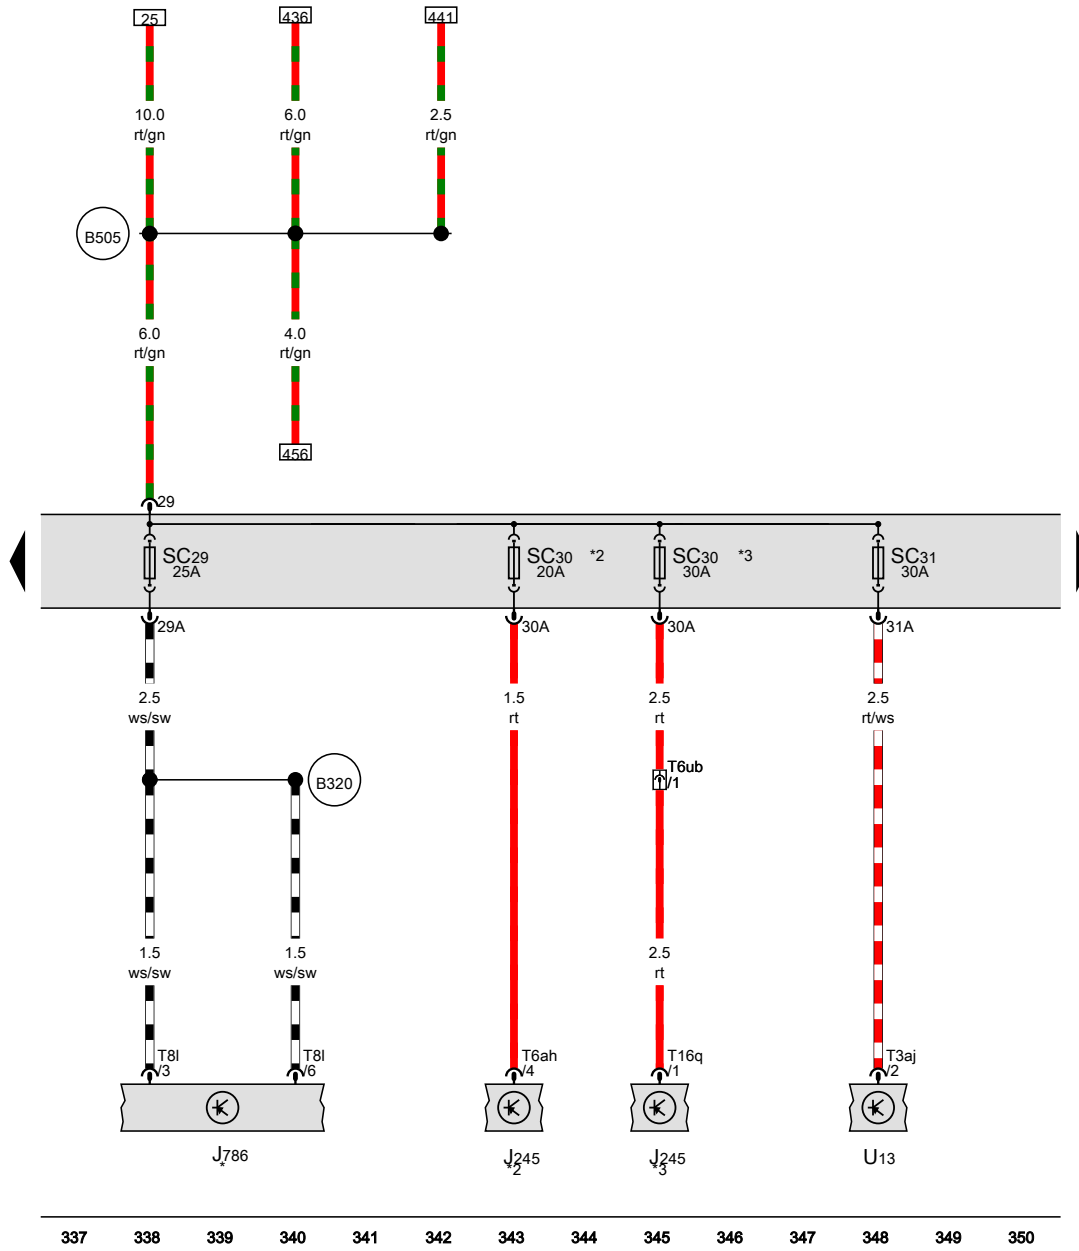 25 436 441
10.0 6.0 2.5
rt/gn rt/gn rt/gn
B505
6.0 4.0
rt/gn rt/gn
456
29
SC29 SC30 *2 SC30 *3 SC31
25A 20A 30A 30A
29A 30A 30A 31A
2.5 1.5 2.5 2.5
ws/sw rt rt rt/ws
T6ub
/1
B320
1.5 1.5 2.5
ws/sw ws/sw rt
T8l T8l T6ah T16q T3aj
/3 /6 /4 /1 /2
J786 J245 J245 U13
* *2 *3
337 338 339 340 341 342 343 344 345 346 347 348 349 350